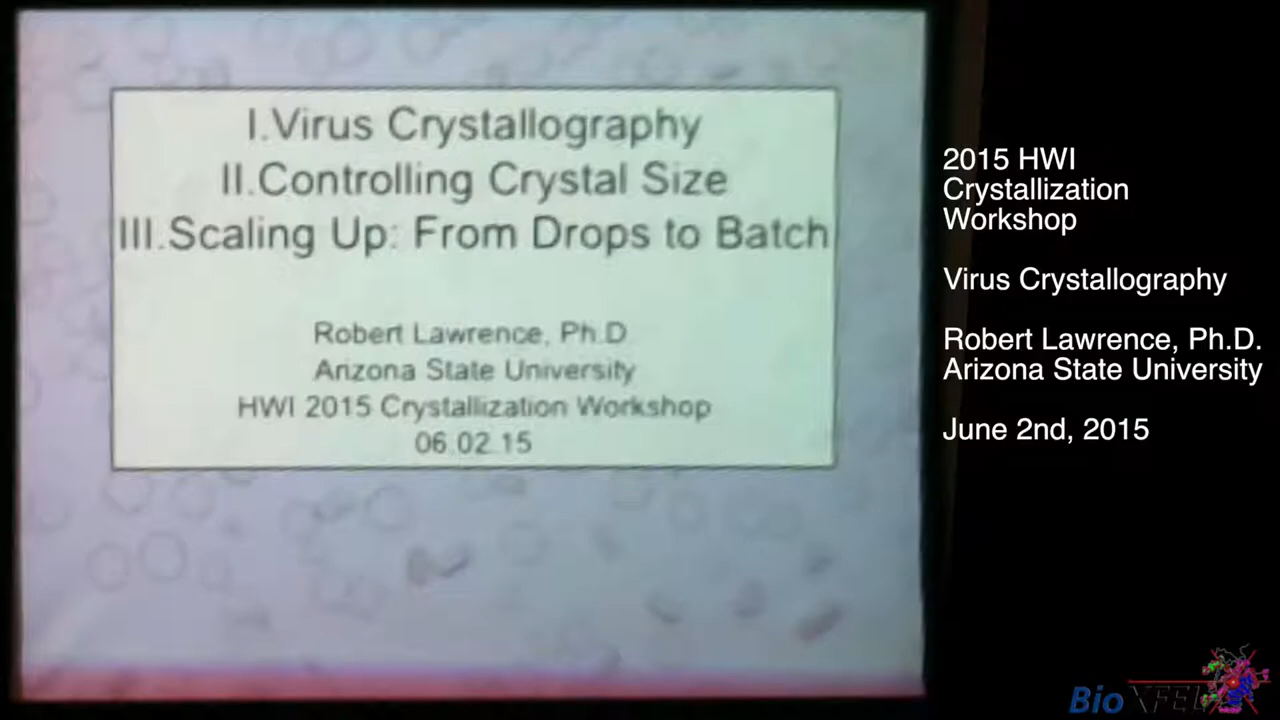 I.Virus Crystallography
II.Controlling Crystal Size
III.Scaling Up: From Drops to Batch
Robert Lawrence, Ph.D.
Arizona State University
HWI 2015 Crystallization Workshop
06.02.15
2015 HWI
Crystallization
Workshop
Virus Crystallography
Robert Lawrence, Ph.D.
Arizona State University
June 2nd, 2015
BioXFEL